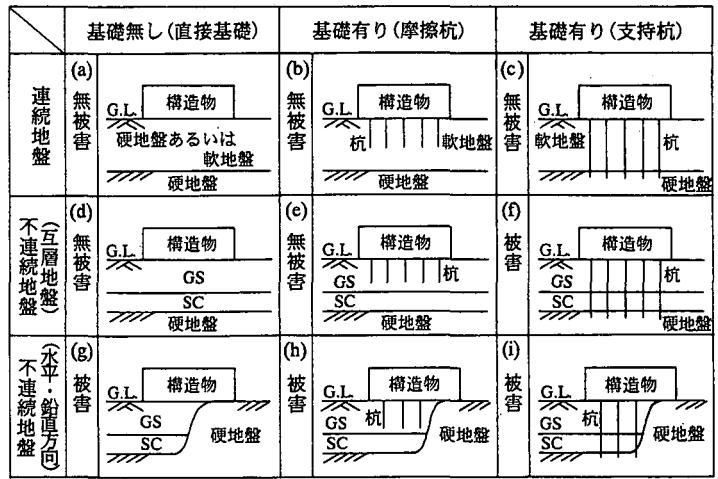 基礎無し(直接基礎)
基礎有り(摩擦杭)
基礎有り(支持杭)
連続地盤
(a)
無被害
G.L.
構造物
硬地盤あるいは
軟地盤
硬地盤
(b)
無被害
G.L.
構造物
杭
軟地盤
硬地盤
(c)
無被害
G.L.
構造物
軟地盤
杭
硬地盤
不連続地盤
(互層地盤)
(d)
無被害
構造物
G.L.
GS
SC
硬地盤
(e)
無被害
構造物
G.L.
GS
杭
SC
硬地盤
(f)
被害
構造物
G.L.
GS
杭
SC
硬地盤
不連続地盤
(水平・鉛直方向)
(g)
被害
構造物
G.L.
GS
硬地盤
SC
(h)
被害
構造物
G.L.
杭
GS
硬地盤
SC
(i)
被害
構造物
G.L.
杭
GS
硬地盤
SC